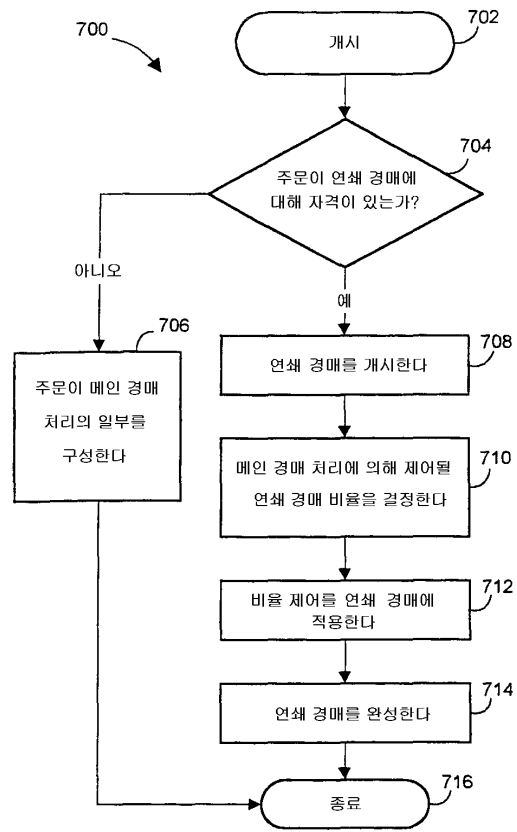 700
702
개시
704
주문이 연쇄 경매에
대해 자격이 있는가?
아니오
예
706
주문이 메인 경매
처리의 일부를
구성한다
708
연쇄 경매를 개시한다
710
메인 경매 처리에 의해 제어될
연쇄 경매 비율을 결정한다
712
비율 제어를 연쇄 경매에
적용한다
714
연쇄 경매를 완성한다
716
종료